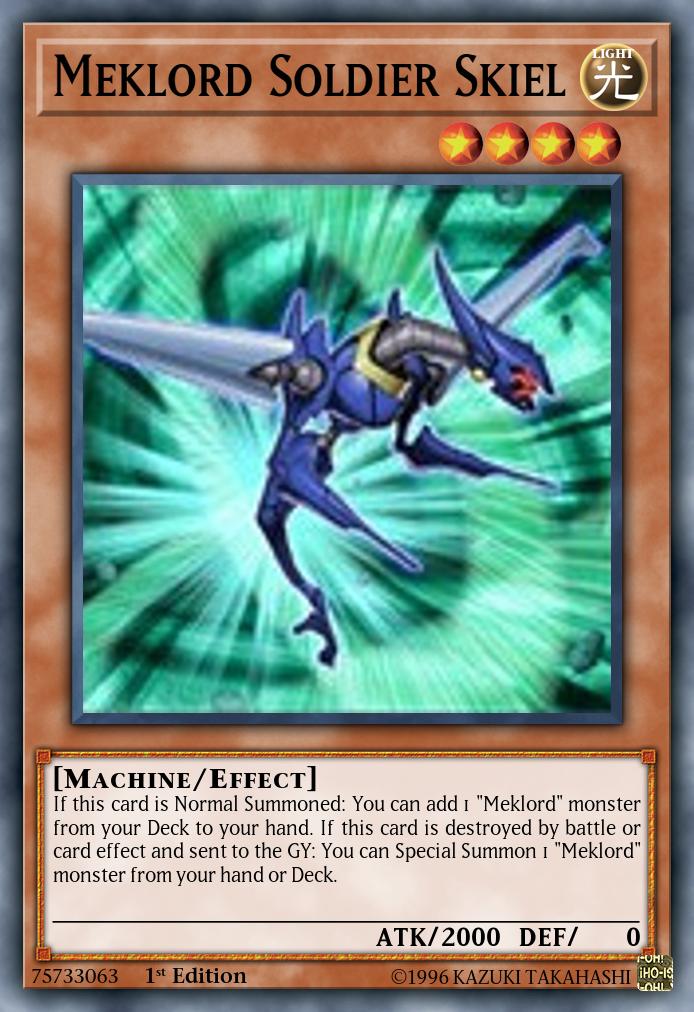 MEKLORD SOLDIER SKIEL
LIGHT
光
[MACHINE/EFFECT]
If this card is Normal Summoned: You can add 1 "Meklord" monster
from your Deck to your hand. If this card is destroyed by battle or
card effect and sent to the GY: You can Special Summon 1 "Meklord"
monster from your hand or Deck.
ATK/2000 DEF/ 0
75733063 1st Edition ©1996 KAZUKI TAKAHASHI